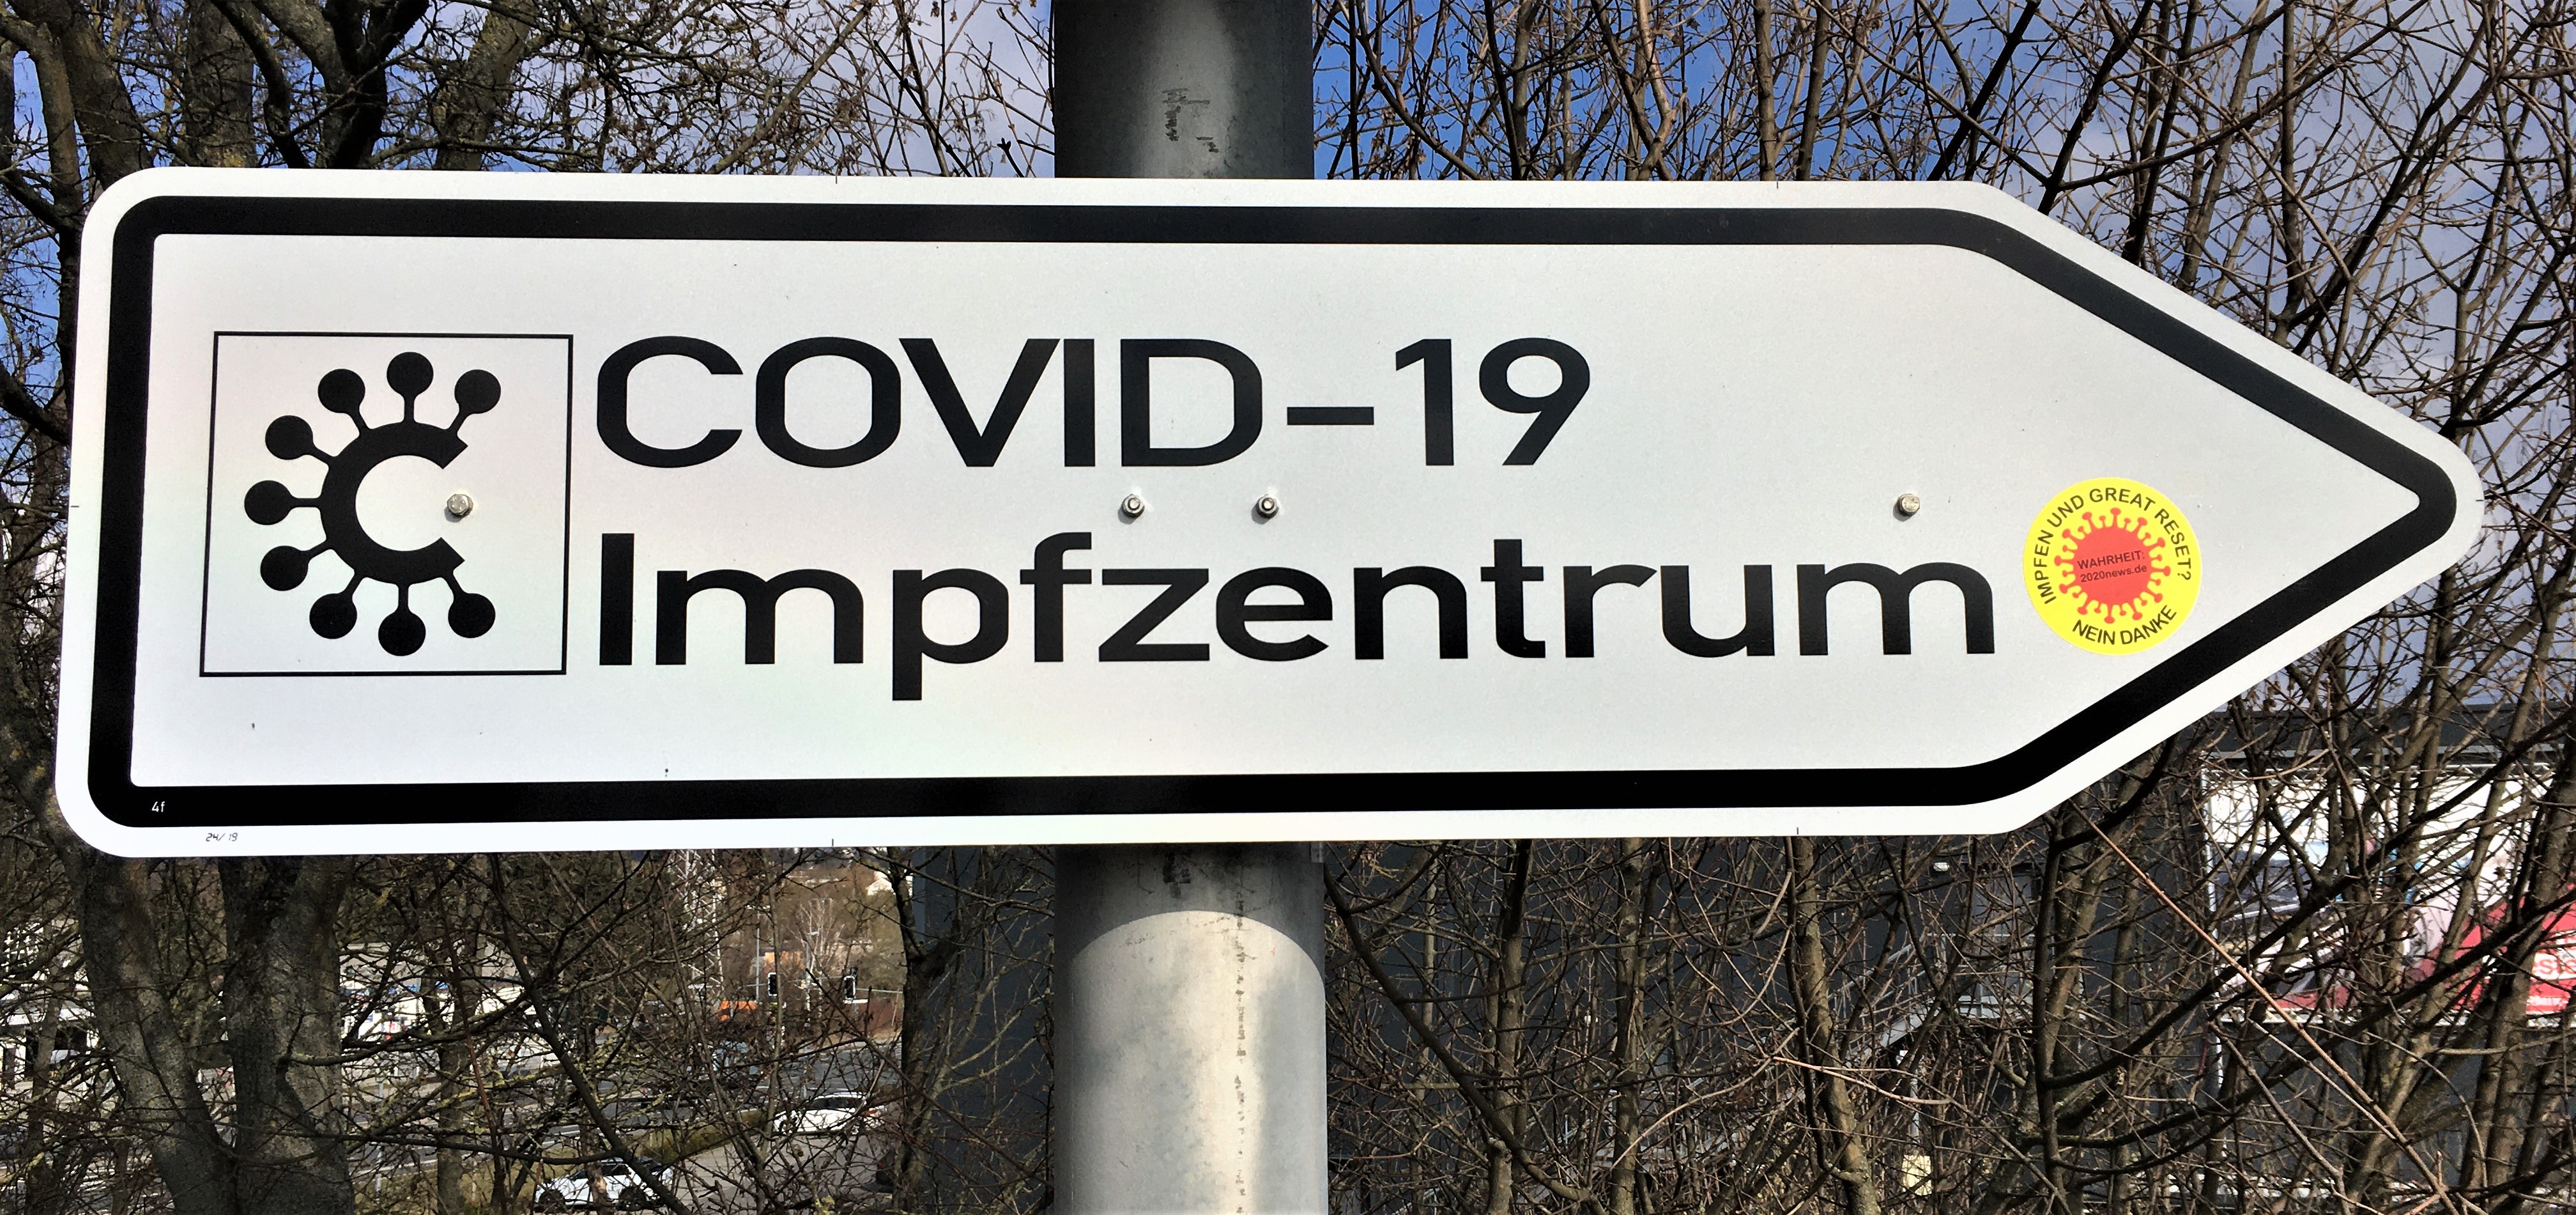 COVID-19
Impfzentrum
IMPFEN UND GREAT RESET?
WAHRHEIT:
2020news.de
NEIN DANKE
4f
24/19